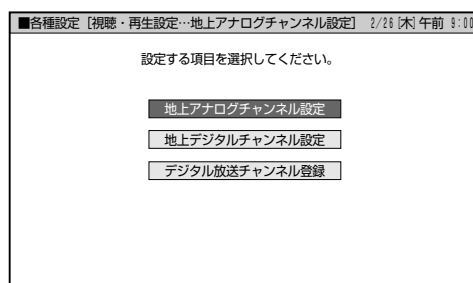 ■各種設定［視聴・再生設定…地上アナログチャンネル設定］ 2/26[木]午前 9:00
設定する項目を選択してください。
地上アナログチャンネル設定
地上デジタルチャンネル設定
デジタル放送チャンネル登録